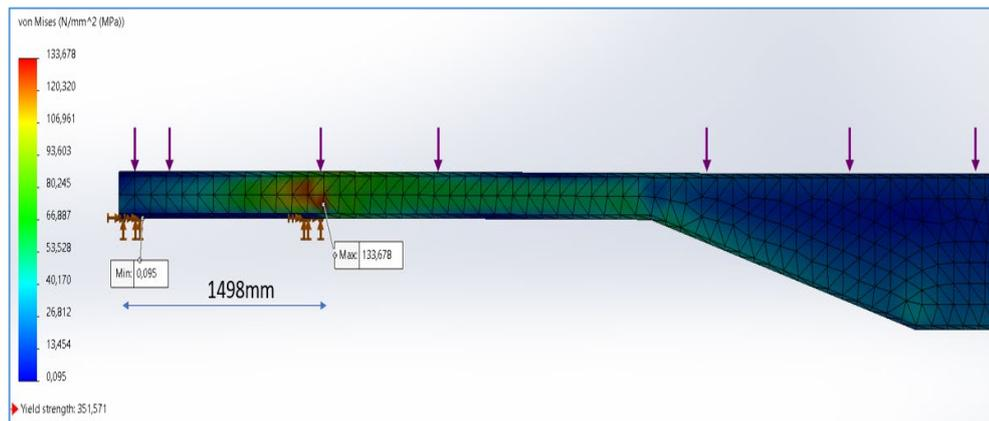 von Mises (N/mm^2 (MPa))
133,678
120,320
106,961
93,603
80,245
66,887
53,528
40,170
26,812
13,454
0,095
Yield strength: 351,571
Min: 0,095
Max: 133,678
1498mm